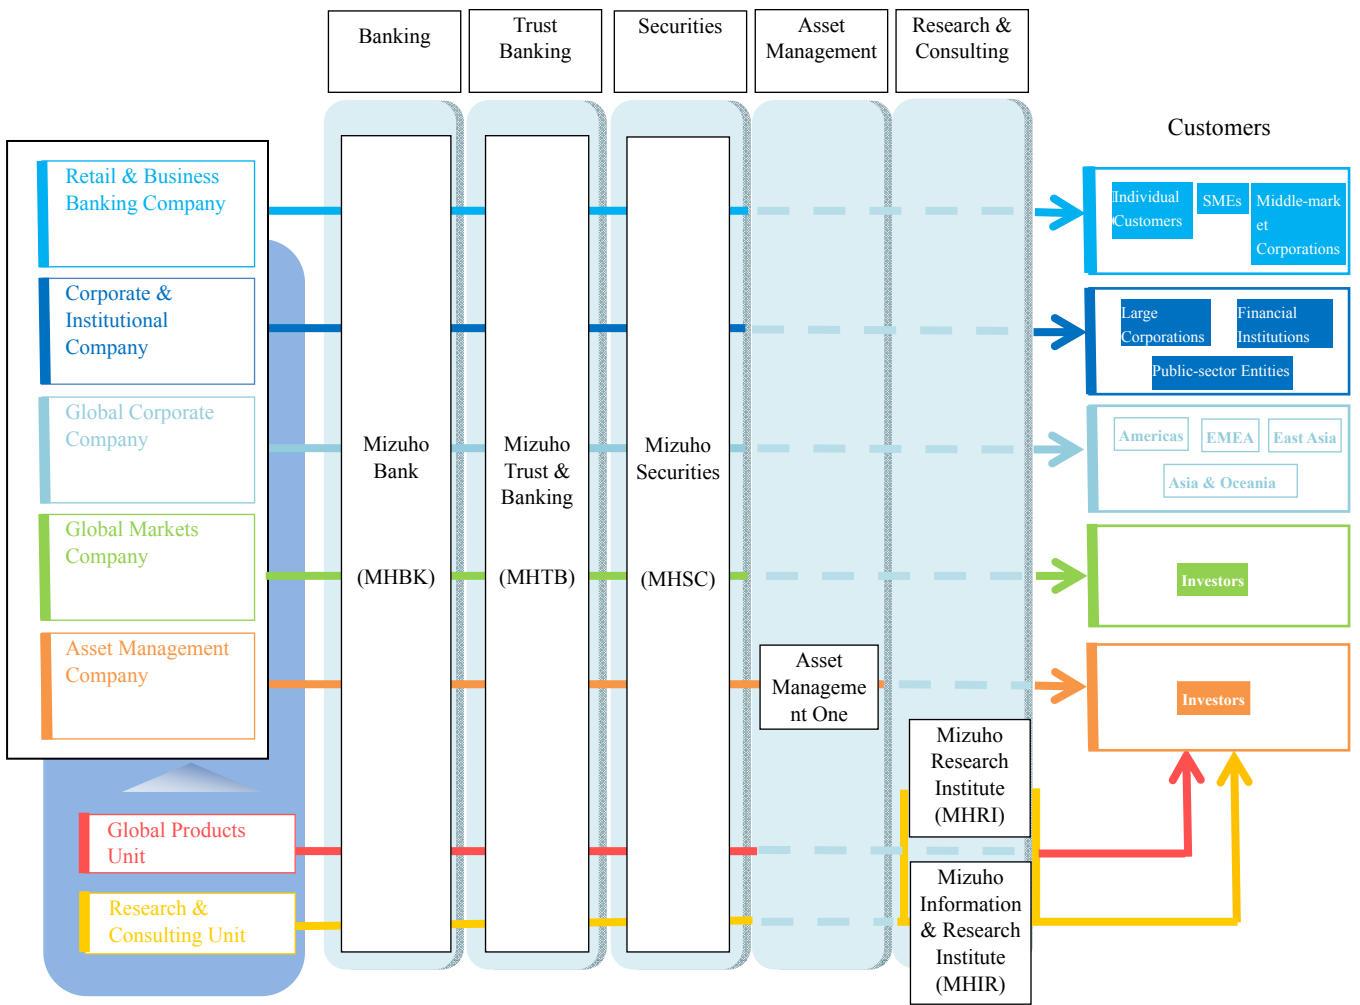 Banking
Trust
Banking
Securities
Asset
Management
Research &
Consulting
Customers
Retail & Business
Banking Company
Corporate &
Institutional
Company
Global Corporate
Company
Global Markets
Company
Asset Management
Company
Global Products
Unit
Research &
Consulting Unit
Mizuho
Bank
(MHBK)
Mizuho
Trust &
Banking
(MHTB)
Mizuho
Securities
(MHSC)
Asset
Manageme
nt One
Mizuho
Research
Institute
(MHRI)
Mizuho
Information
& Research
Institute
(MHIR)
Individual
Customers
SMEs
Middle-mark
et
Corporations
Large
Corporations
Financial
Institutions
Public-sector Entities
Americas
EMEA
East Asia
Asia & Oceania
Investors
Investors